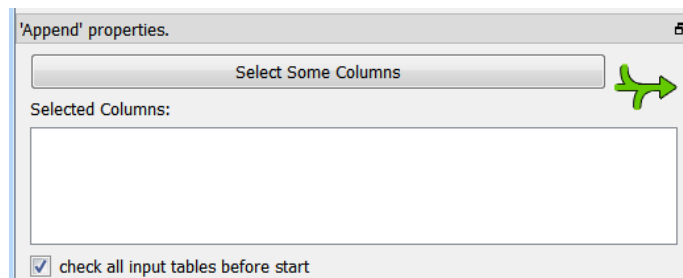 'Append' properties.
Select Some Columns
Selected Columns:
check all input tables before start